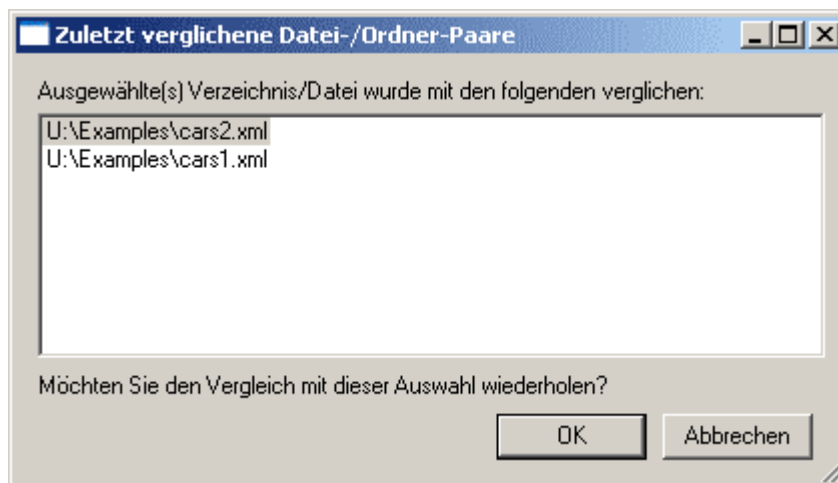 Zuletzt verglichene Datei-/Ordner-Paare
Ausgewählte(s) Verzeichnis/Datei wurde mit den folgenden verglichen:
U:\Examples\cars2.xml
U:\Examples\cars1.xml
Möchten Sie den Vergleich mit dieser Auswahl wiederholen?
OK Abbrechen